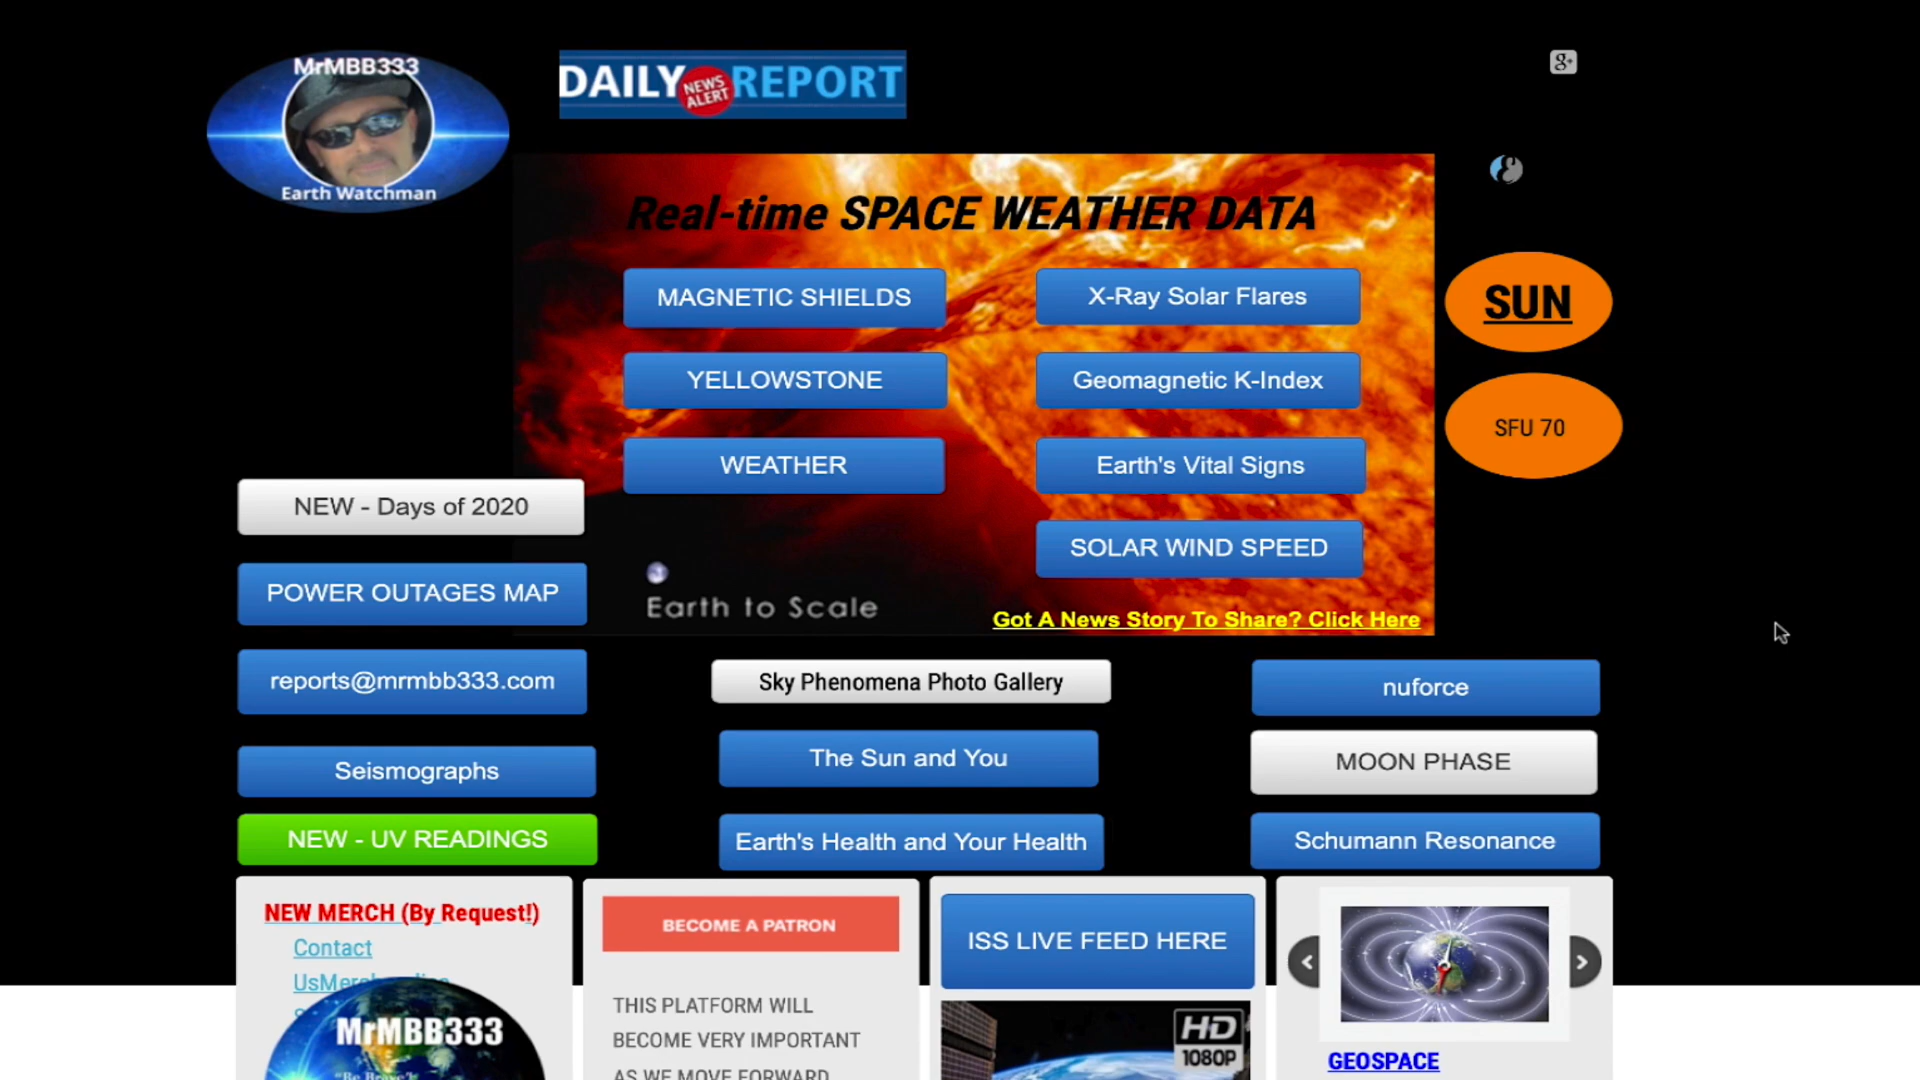 MrMBB333
Earth Watchman
DAILY NEWS ALERT REPORT
g+
Real-time SPACE WEATHER DATA
MAGNETIC SHIELDS
X-Ray Solar Flares
YELLOWSTONE
Geomagnetic K-Index
WEATHER
Earth's Vital Signs
SOLAR WIND SPEED
SUN
SFU 70
Earth to Scale
Got A News Story To Share? Click Here
NEW - Days of 2020
POWER OUTAGES MAP
reports@mrmbb333.com
Seismographs
NEW - UV READINGS
Sky Phenomena Photo Gallery
The Sun and You
Earth's Health and Your Health
nuforce
MOON PHASE
Schumann Resonance
NEW MERCH (By Request!)
Contact
MrMBB333
"Be Brave"
BECOME A PATRON
THIS PLATFORM WILL
BECOME VERY IMPORTANT
AS WE MOVE FORWARD
ISS LIVE FEED HERE
HD
1080P
GEOSPACE